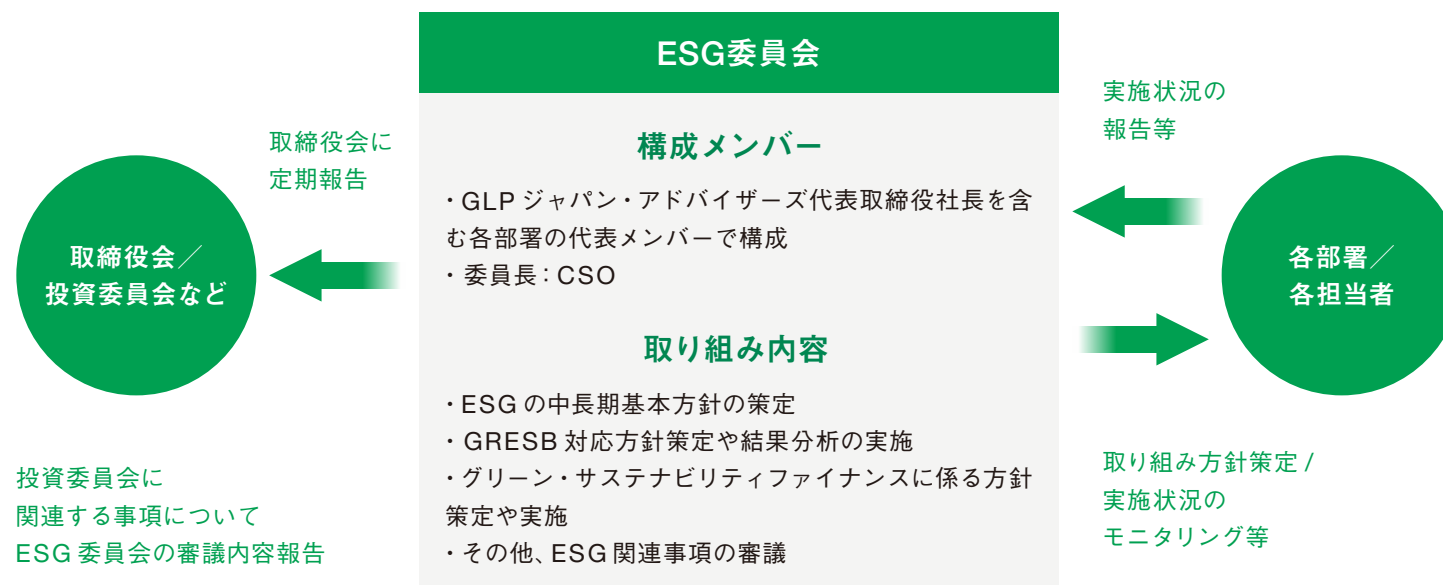 ESG委員会
構成メンバー
・GLP ジャパン・アドバイザーズ代表取締役社長を含
む各部署の代表メンバーで構成
・委員長：CSO
取り組み内容
・ESG の中長期基本方針の策定
・GRESB 対応方針策定や結果分析の実施
・グリーン・サステナビリティファイナンスに係る方針
策定や実施
・その他、ESG 関連事項の審議
取締役会に
定期報告
取締役会／
投資委員会など
投資委員会に
関連する事項について
ESG 委員会の審議内容報告
実施状況の
報告等
各部署／
各担当者
取り組み方針策定 /
実施状況の
モニタリング等